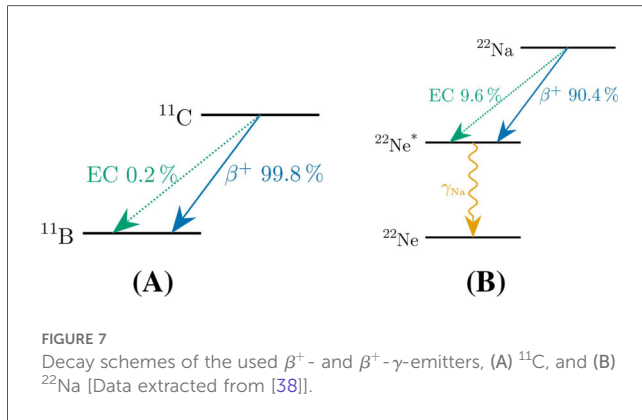 ²²Na
EC 9.6 %
β⁺ 90.4 %
¹¹C
²²Ne*
EC 0.2 %
β⁺ 99.8 %
γNa
¹¹B
²²Ne
(A)
(B)
FIGURE 7
Decay schemes of the used β⁺- and β⁺-γ-emitters, (A) ¹¹C, and (B)
²²Na [Data extracted from [38]].